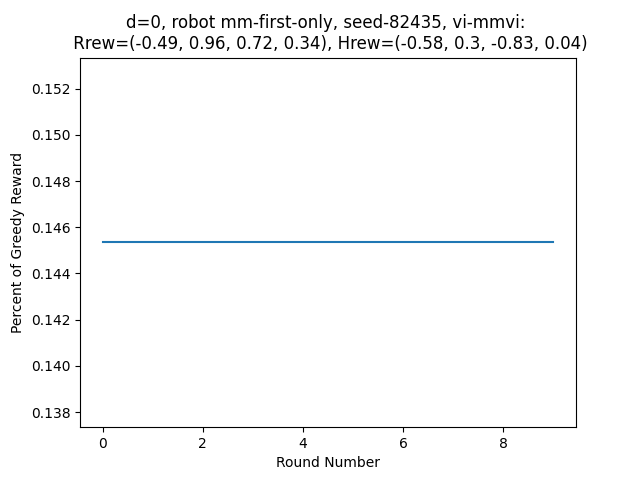 d=0, robot mm-first-only, seed-82435, vi-mmvi:
Rrew=(-0.49, 0.96, 0.72, 0.34), Hrew=(-0.58, 0.3, -0.83, 0.04)
Percent of Greedy Reward
0.152
0.150
0.148
0.146
0.144
0.142
0.140
0.138
0 2 4 6 8
Round Number